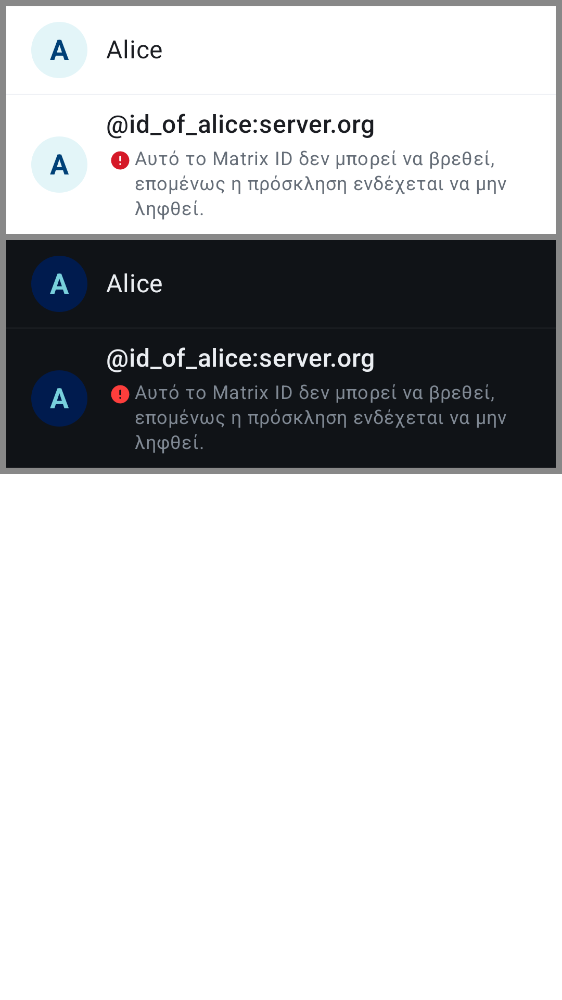 A Alice
A @id_of_alice:server.org
Αυτό το Matrix ID δεν μπορεί να βρεθεί,
επομένως η πρόσκληση ενδέχεται να μην
ληφθεί.
A Alice
A @id_of_alice:server.org
Αυτό το Matrix ID δεν μπορεί να βρεθεί,
επομένως η πρόσκληση ενδέχεται να μην
ληφθεί.